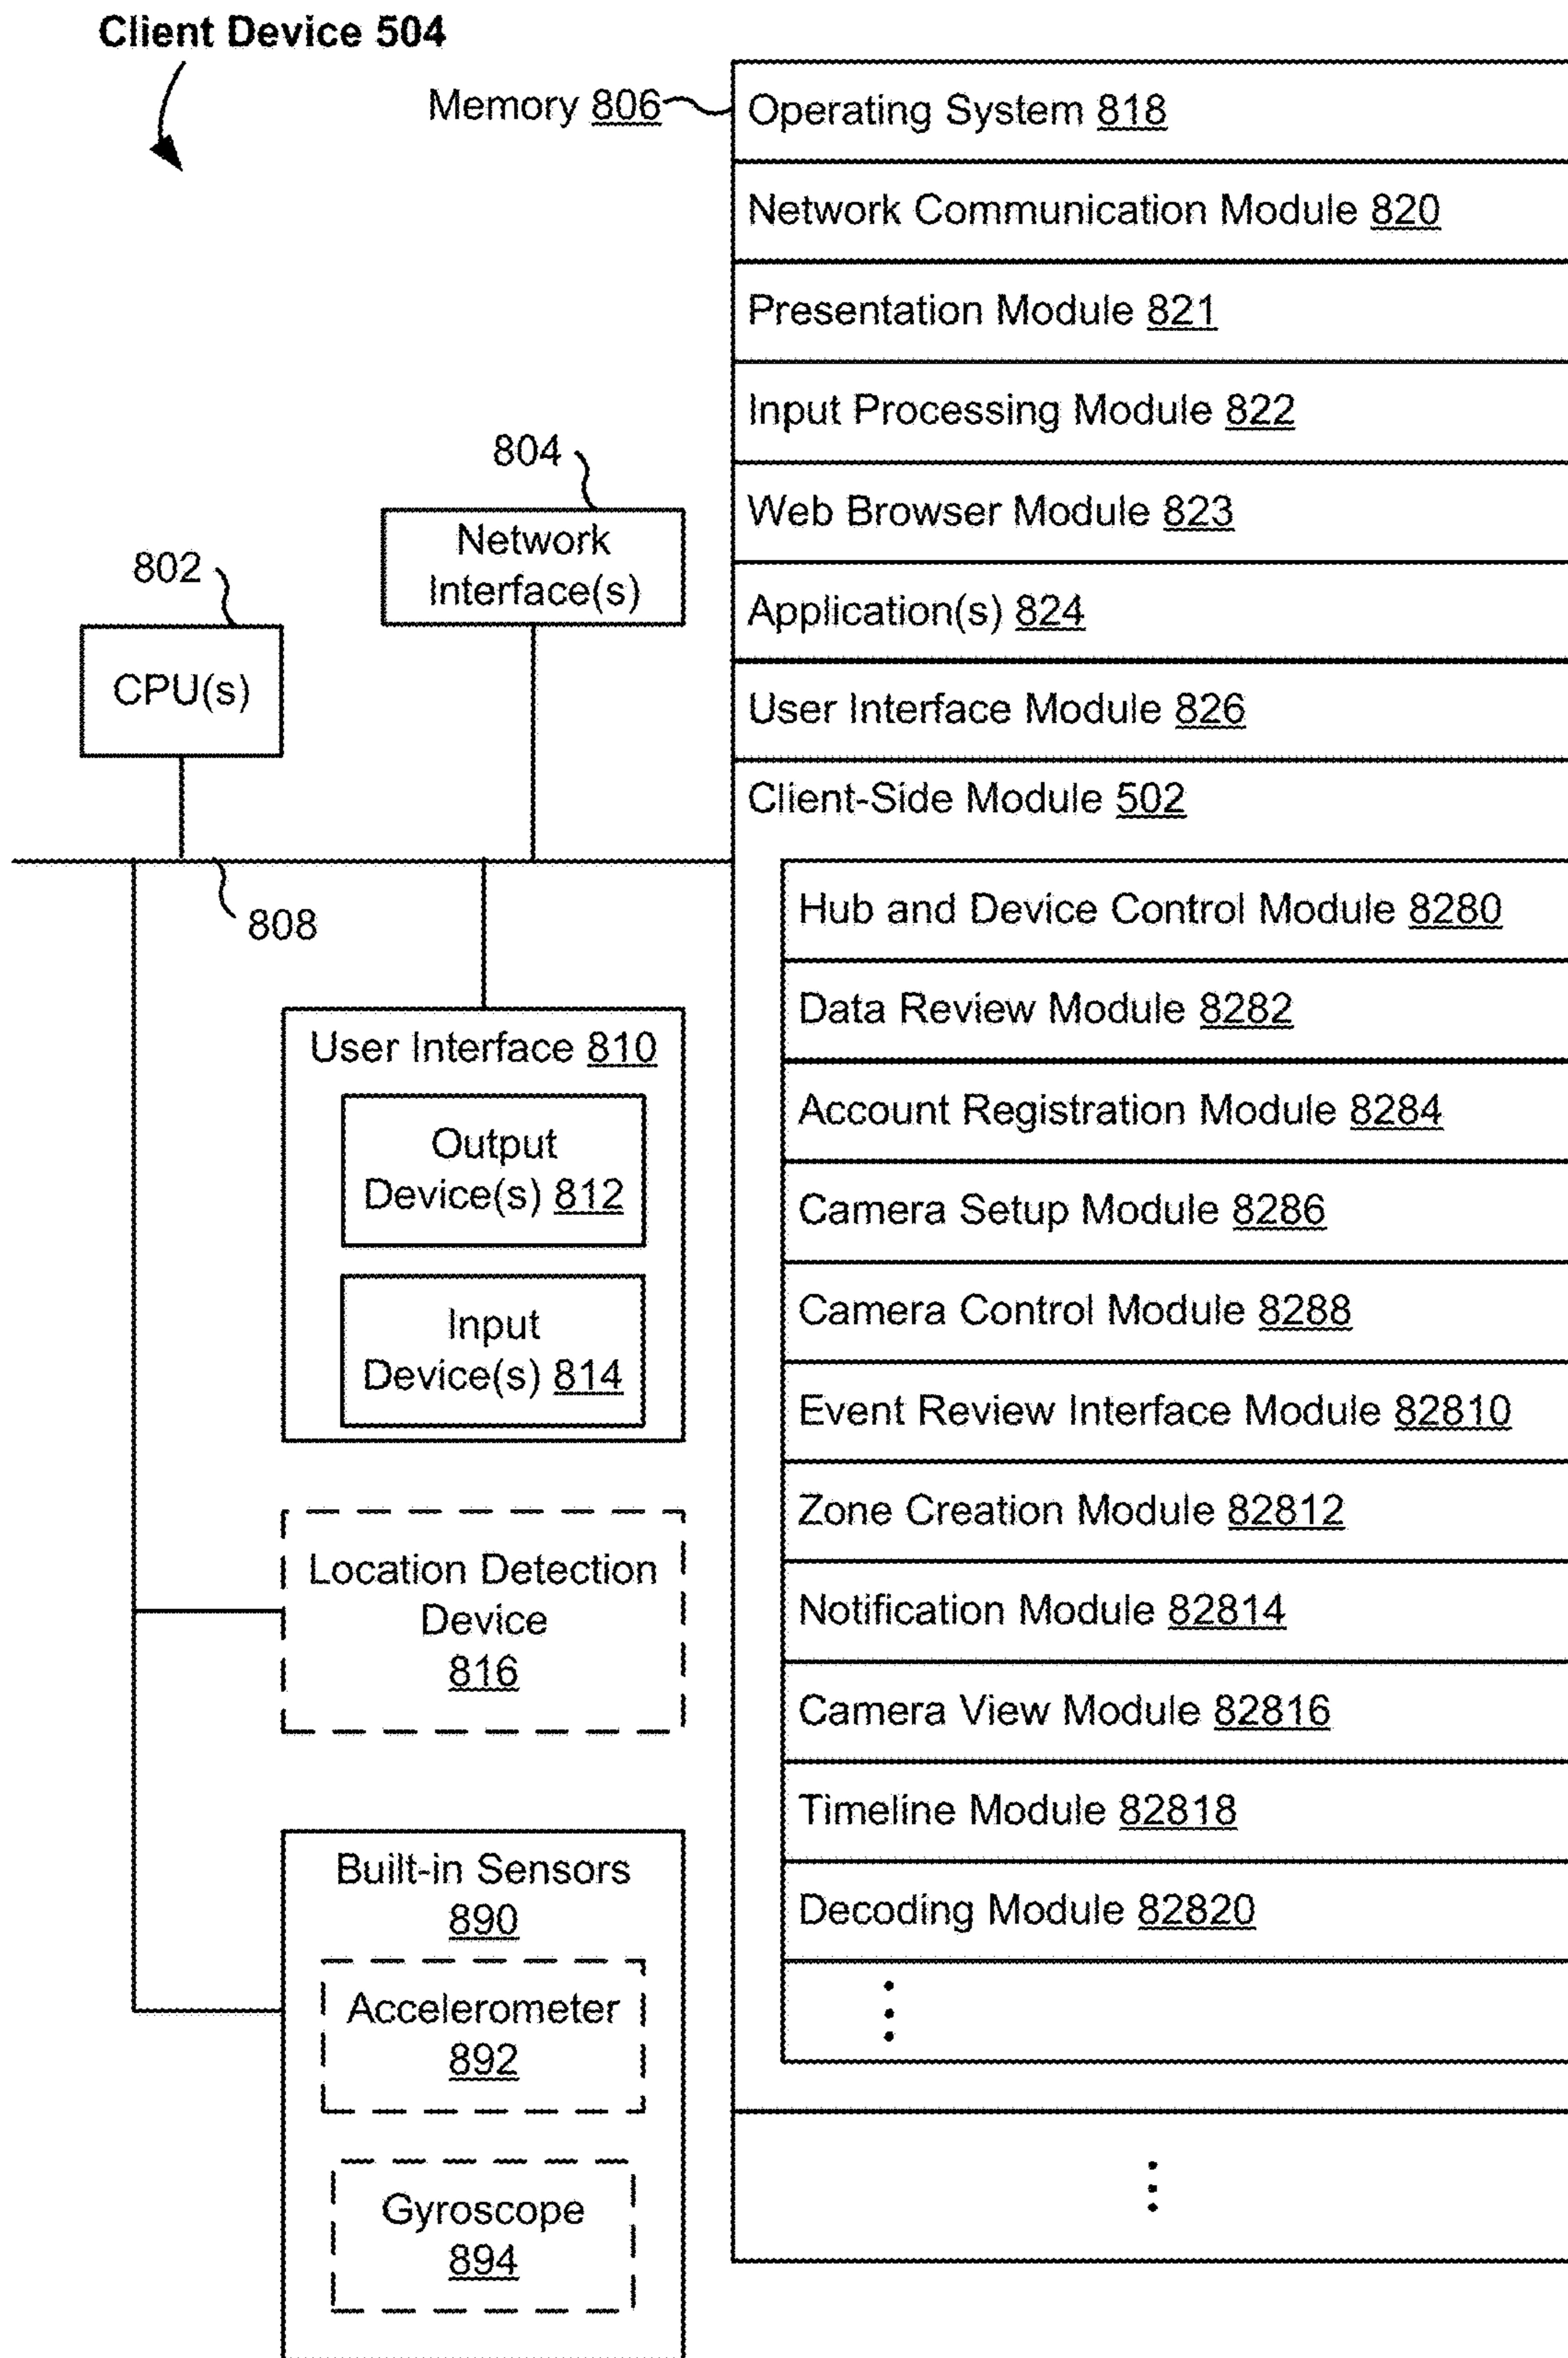 Client Device 504
Memory 806
Operating System 818
Network Communication Module 820
Presentation Module 821
Input Processing Module 822
Web Browser Module 823
Application(s) 824
User Interface Module 826
Client-Side Module 502
Hub and Device Control Module 8280
Data Review Module 8282
Account Registration Module 8284
Camera Setup Module 8286
Camera Control Module 8288
Event Review Interface Module 82810
Zone Creation Module 82812
Notification Module 82814
Camera View Module 82816
Timeline Module 82818
Decoding Module 82820
804
Network
Interface(s)
802
CPU(s)
808
User Interface 810
Output
Device(s) 812
Input
Device(s) 814
Location Detection
Device
816
Built-in Sensors
890
Accelerometer
892
Gyroscope
894